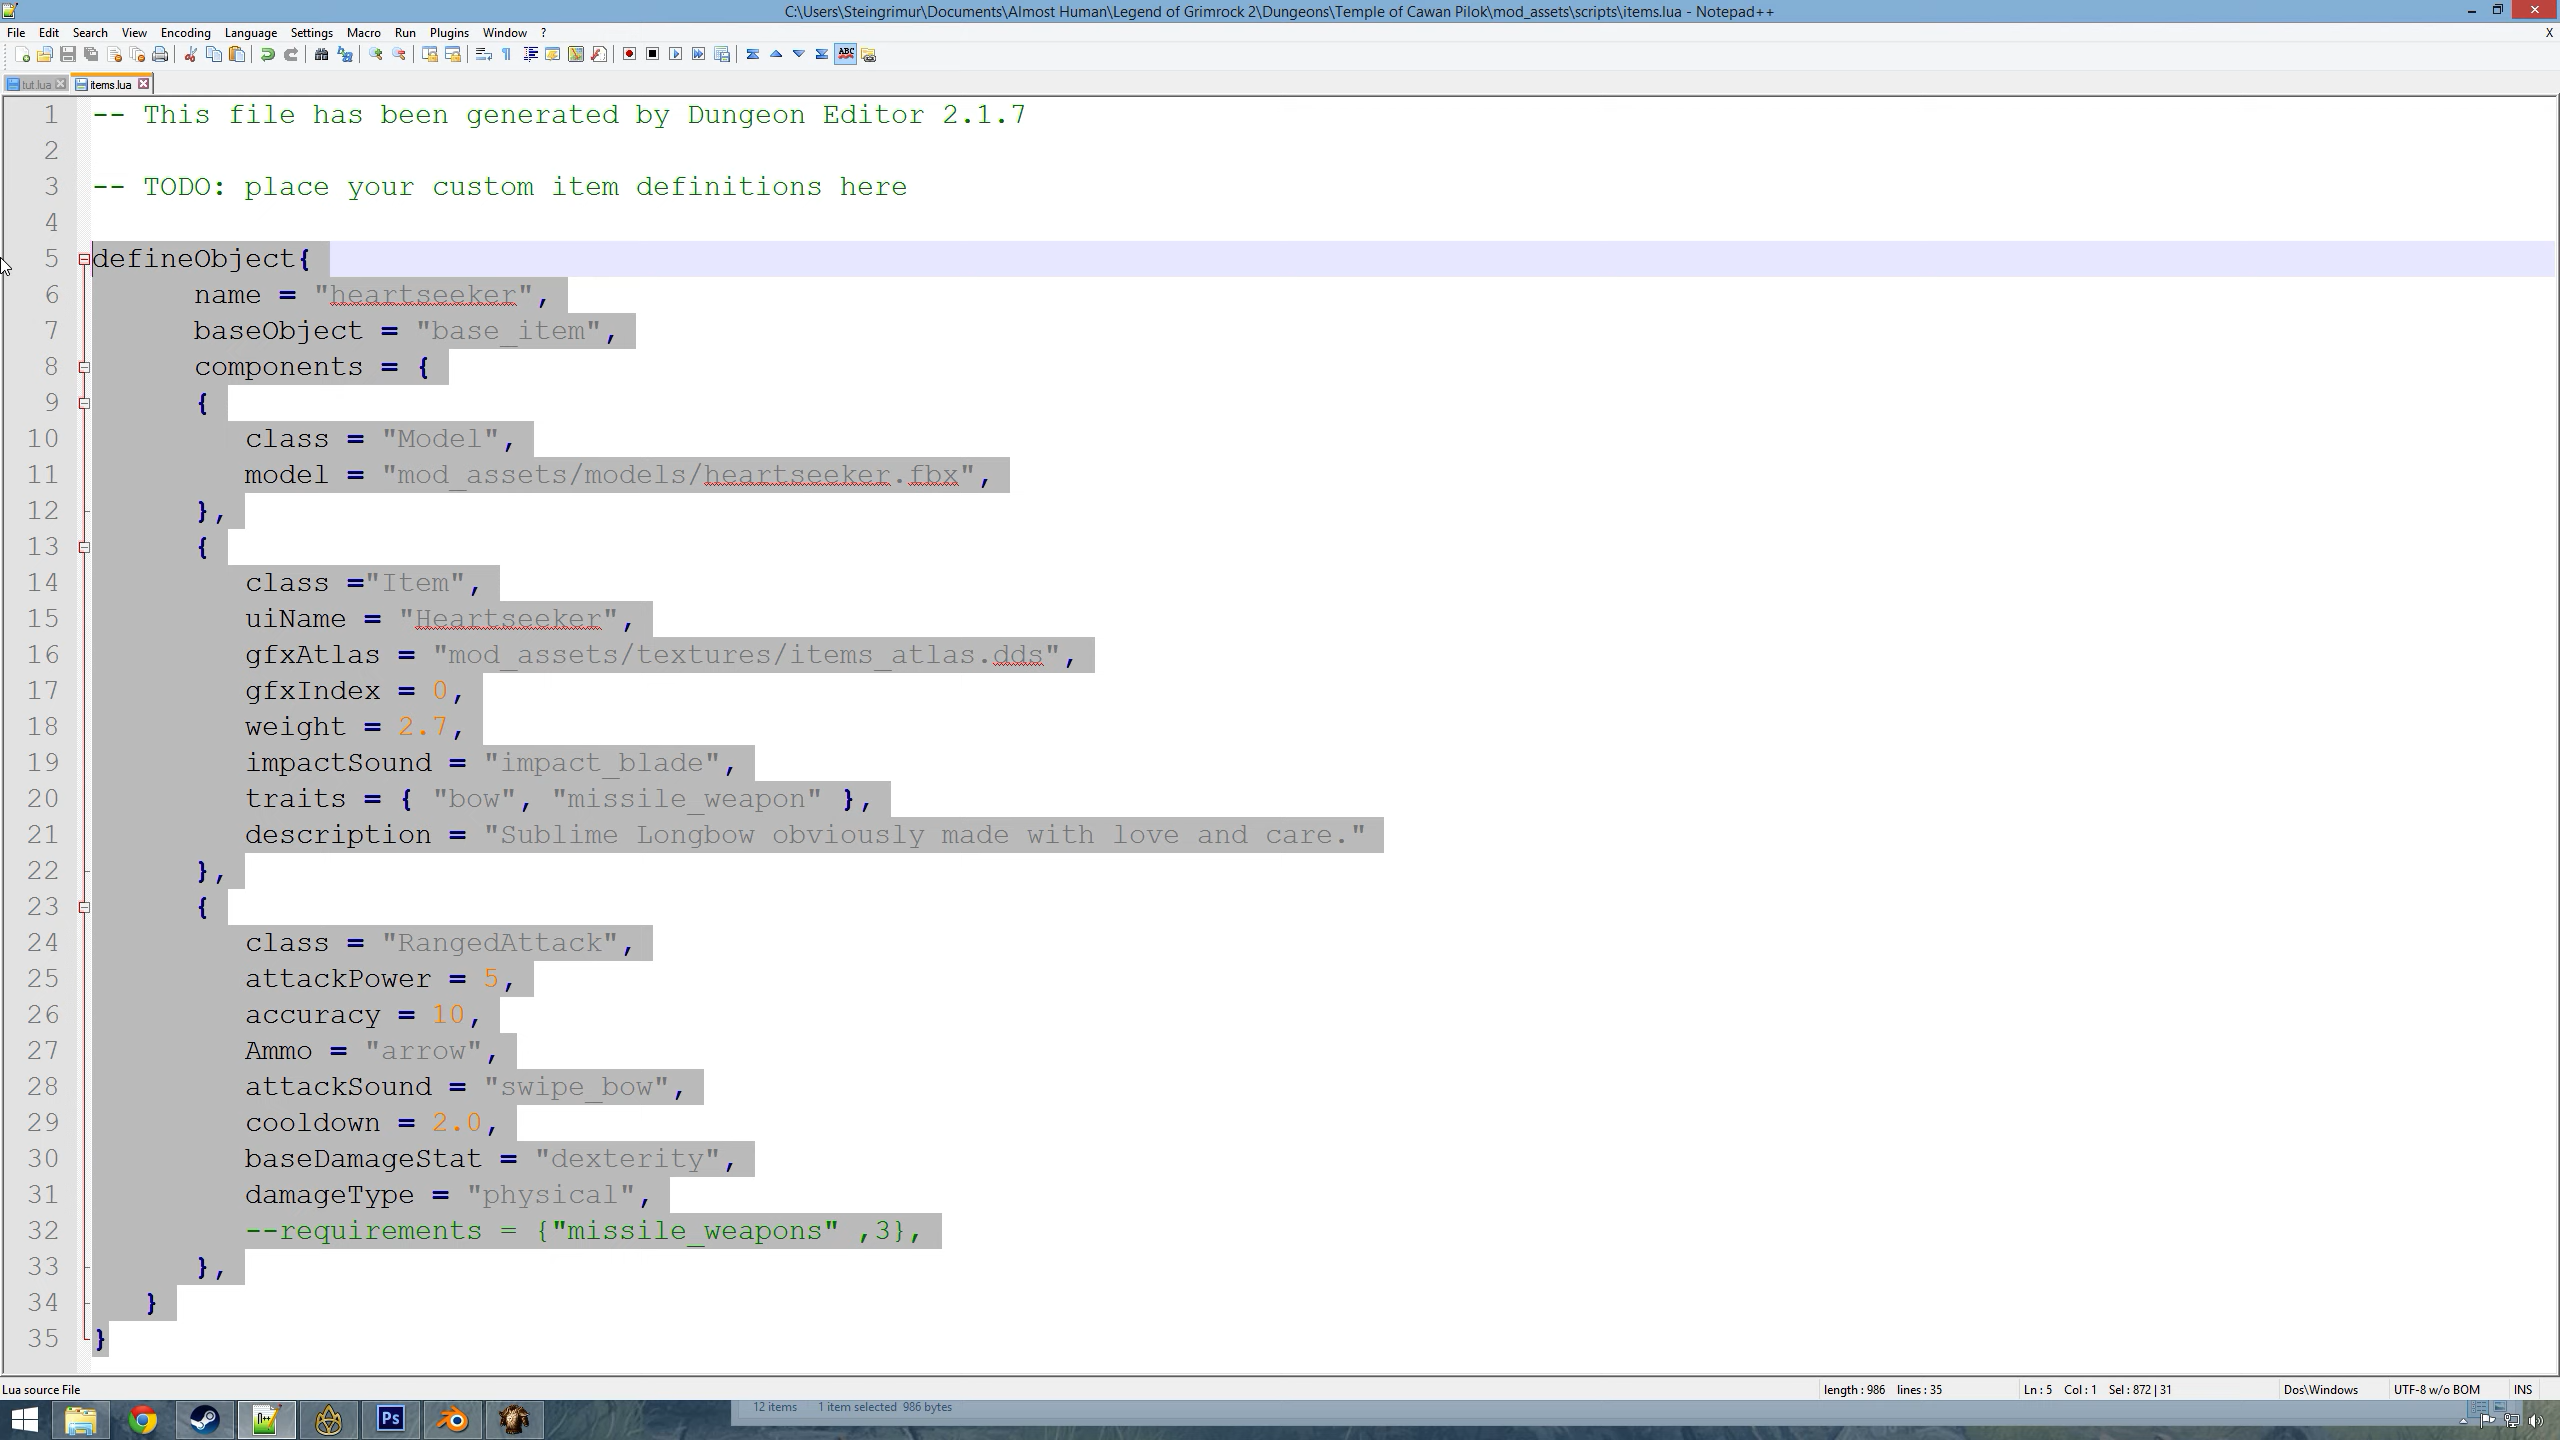 C:\Users\Steingrimur\Documents\Almost Human\Legend of Grimrock 2\Dungeons\Temple of Cawan Pilok\mod_assets\scripts\items.lua - Notepad++
File Edit Search View Encoding Language Settings Macro Run Plugins Window ? X
ABC
tut.lua items.lua
1 -- This file has been generated by Dungeon Editor 2.1.7
2
3 -- TODO: place your custom item definitions here
4
5 defineObject{
6 name = "heartseeker",
7 baseObject = "base_item",
8 components = {
9 {
10 class = "Model",
11 model = "mod_assets/models/heartseeker.fbx",
12 },
13 {
14 class ="Item",
15 uiName = "Heartseeker",
16 gfxAtlas = "mod_assets/textures/items_atlas.dds",
17 gfxIndex = 0,
18 weight = 2.7,
19 impactSound = "impact_blade",
20 traits = { "bow", "missile_weapon" },
21 description = "Sublime Longbow obviously made with love and care."
22 },
23 {
24 class = "RangedAttack",
25 attackPower = 5,
26 accuracy = 10,
27 Ammo = "arrow",
28 attackSound = "swipe_bow",
29 cooldown = 2.0,
30 baseDamageStat = "dexterity",
31 damageType = "physical",
32 --requirements = {"missile_weapons" ,3},
33 },
34 }
35 }
Lua source File length : 986 lines : 35 Ln : 5 Col : 1 Sel : 872 | 31 Dos\Windows UTF-8 w/o BOM INS
12 items 1 item selected 986 bytes
Ps